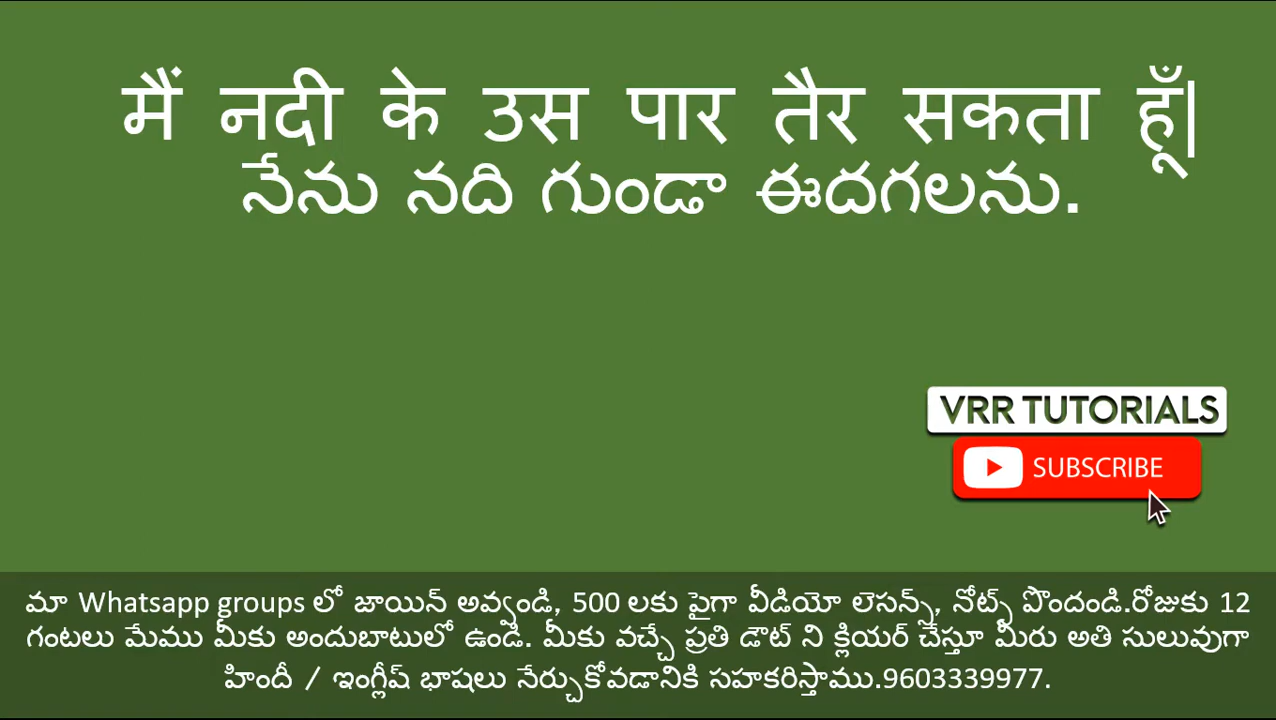 मैं नदी के उस पार तैर सकता हूँ|
నేను నది గుండా ఈదగలను.
VRR TUTORIALS
SUBSCRIBE
మా Whatsapp groups లో జాయిన్ అవ్వండి, 500 లకు పైగా వీడియో లెసన్స్, నోట్స్ పొందండి.రోజుకు 12
గంటలు మేము మీకు అందుబాటులో ఉండి. మీకు వచ్చే ప్రతి డౌట్ ని క్లియర్ చేస్తూ మీరు అతి సులువుగా
హిందీ / ఇంగ్లీష్ భాషలు నేర్చుకోవడానికి సహకరిస్తాము.9603339977.